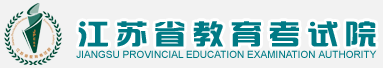 江苏省教育考试院
JIANGSU PROVINCIAL EDUCATION EXAMINATION AUTHORITY